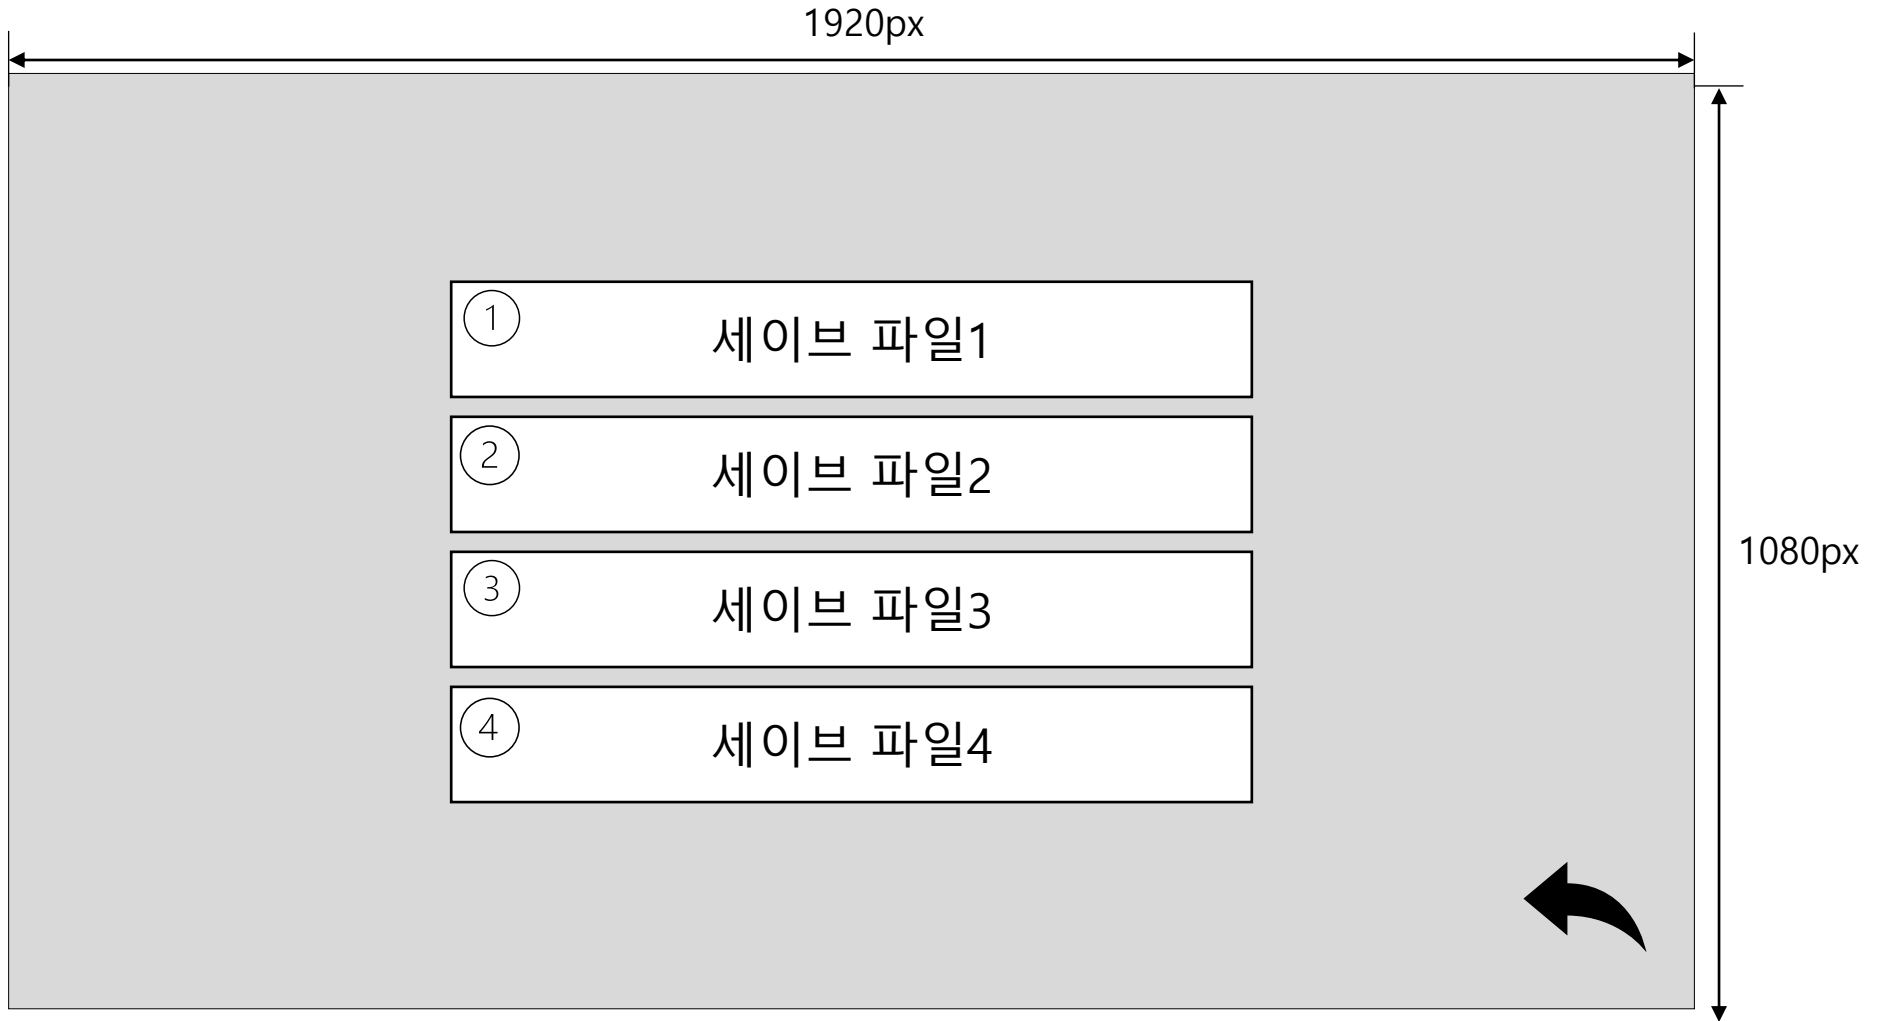 1920px
① 세이브 파일1
② 세이브 파일2
③ 세이브 파일3
1080px
④ 세이브 파일4